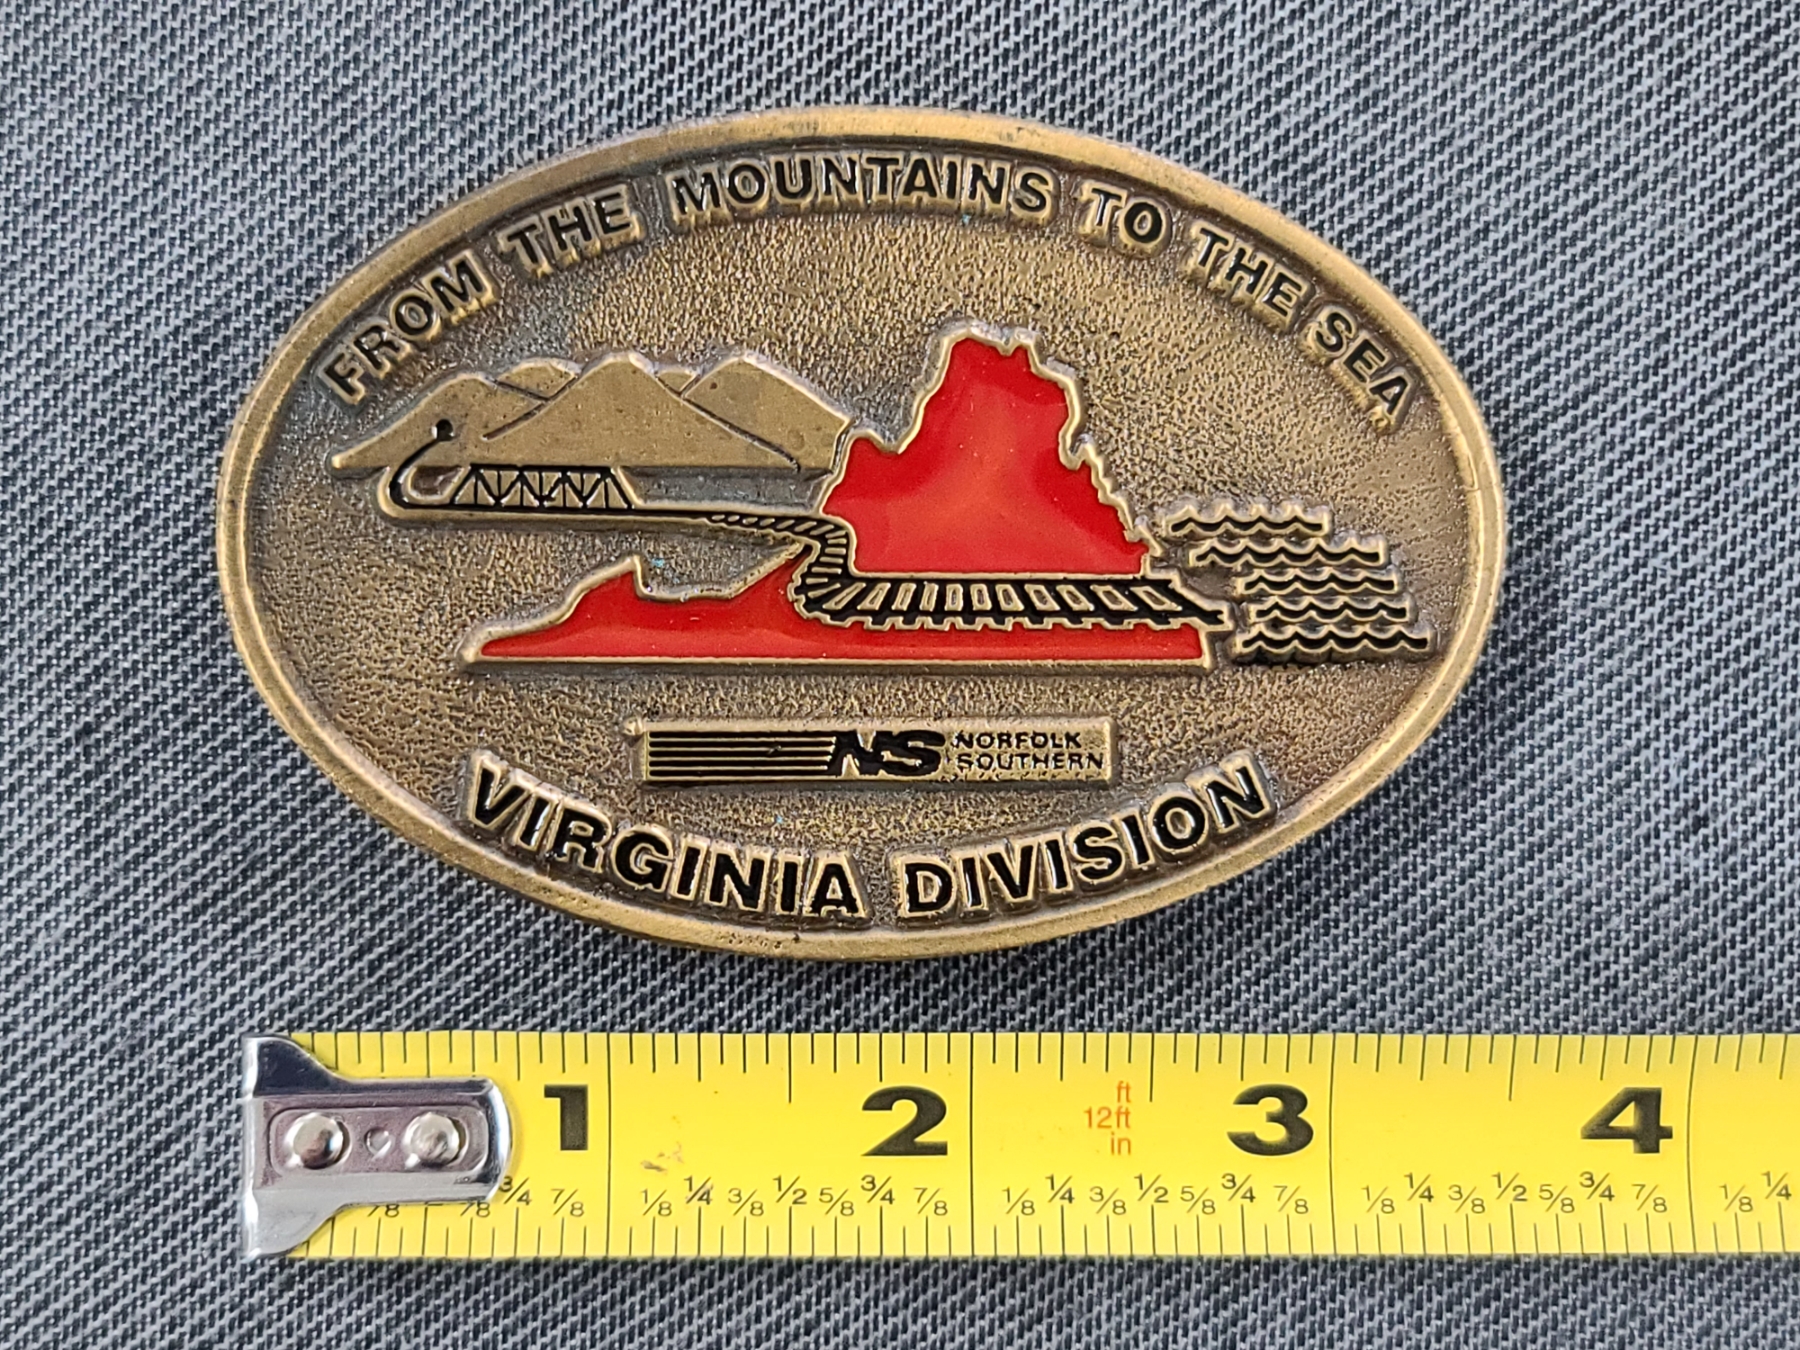 FROM THE MOUNTAINS TO THE SEA
NS NORFOLK
SOUTHERN
VIRGINIA DIVISION
1 2 ft 3 4
12ft
in
3/4 7/8 1/8 1/4 3/8 1/2 5/8 3/4 7/8 1/8 1/4 3/8 1/2 5/8 3/4 7/8 1/8 1/4 3/8 1/2 5/8 3/4 7/8 1/8 1/4